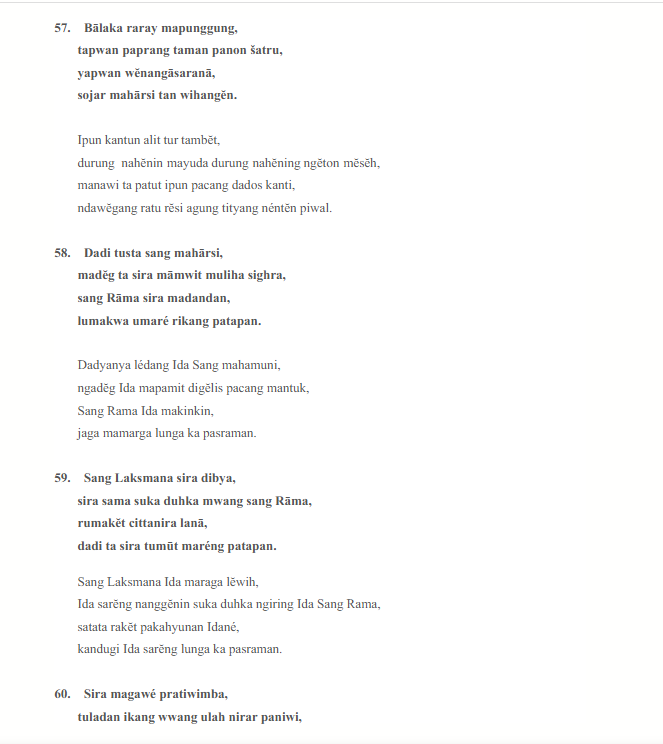 57. Bālaka raray mapunggung,
tapwan paprang taman panon šatru,
yapwan wĕnangāsaranā,
sojar mahārsi tan wihangĕn.
Ipun kantun alit tur tambĕt,
durung nahĕnin mayuda durung nahĕning ngĕton mĕsĕh,
manawi ta patut ipun pacang dados kanti,
ndawĕgang ratu rĕsi agung tityang néntĕn piwal.
58. Dadi tusta sang mahārsi,
madĕg ta sira māmwit muliha sighra,
sang Rāma sira madandan,
lumakwa umaré rikang patapan.
Dadyanya lédang Ida Sang mahamuni,
ngadĕg Ida mapamit digĕlis pacang mantuk,
Sang Rama Ida makinkin,
jaga mamarga lunga ka pasraman.
59. Sang Laksmana sira dibya,
sira sama suka duhka mwang sang Rāma,
rumakĕt cittanira lanā,
dadi ta sira tumūt maréng patapan.
Sang Laksmana Ida maraga lĕwih,
Ida sarĕng nanggĕnin suka duhka ngiring Ida Sang Rama,
satata rakĕt pakahyunan Idané,
kandugi Ida sarĕng lunga ka pasraman.
60. Sira magawé pratiwimba,
tuladan ikang wwang ulah nirar paniwi,